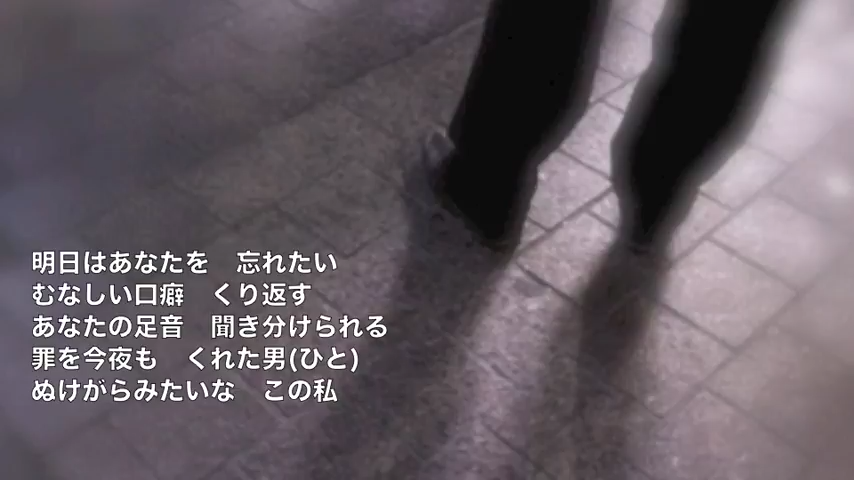 明日はあなたを　忘れたい
むなしい口癖　くり返す
あなたの足音　聞き分けられる
罪を今夜も　くれた男(ひと)
ぬけがらみたいな　この私